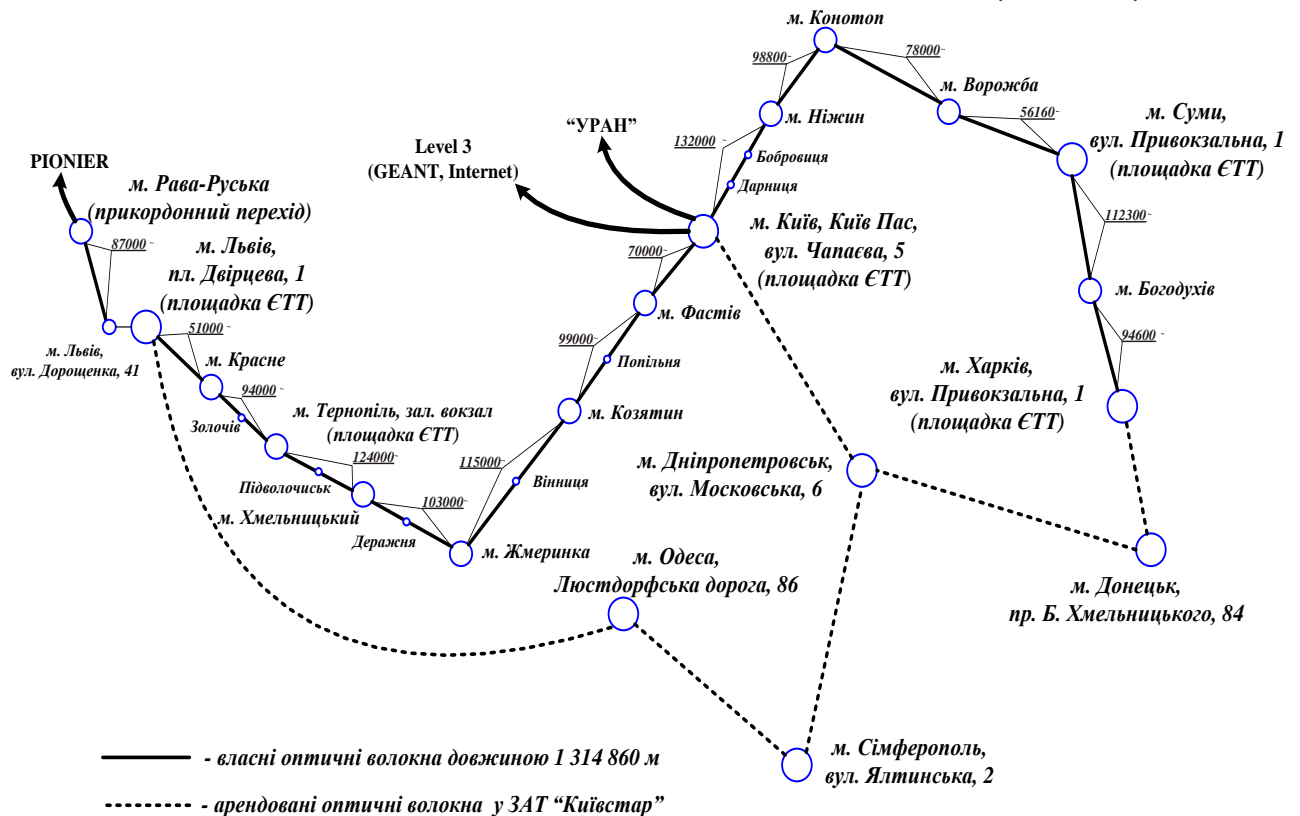 м. Конотоп
98800 ~
78000 ~
м. Ворожба
56160 ~
м. Суми,
вул. Привокзальна, 1
(площадка ЄТТ)
м. Ніжин
“УРАН”
132000 ~
Бобровиця
Дарниця
Level 3
(GEANT, Internet)
PIONIER
м. Рава-Руська
(прикордонний перехід)
87000 ~
м. Львів,
пл. Двірцева, 1
(площадка ЄТТ)
м. Київ, Київ Пас,
вул. Чапаєва, 5
(площадка ЄТТ)
112300 ~
70000 ~
м. Богодухів
м. Фастів
51000 ~
99000 ~
94600 ~
м. Львів,
вул. Дорощенка, 41
Попільня
м. Красне
94000 ~
м. Харків,
вул. Привокзальна, 1
(площадка ЄТТ)
Золочів
м. Тернопіль, зал. вокзал
(площадка ЄТТ)
м. Козятин
124000 ~
115000 ~
м. Дніпропетровськ,
вул. Московська, 6
Підволочиськ
Вінниця
103000 ~
м. Хмельницький
Деражня
м. Жмеринка
м. Одеса,
Люстдорфська дорога, 86
м. Донецьк,
пр. Б. Хмельницького, 84
- власні оптичні волокна довжиною 1 314 860 м
м. Сімферополь,
вул. Ялтинська, 2
- арендовані оптичні волокна у ЗАТ “Київстар”